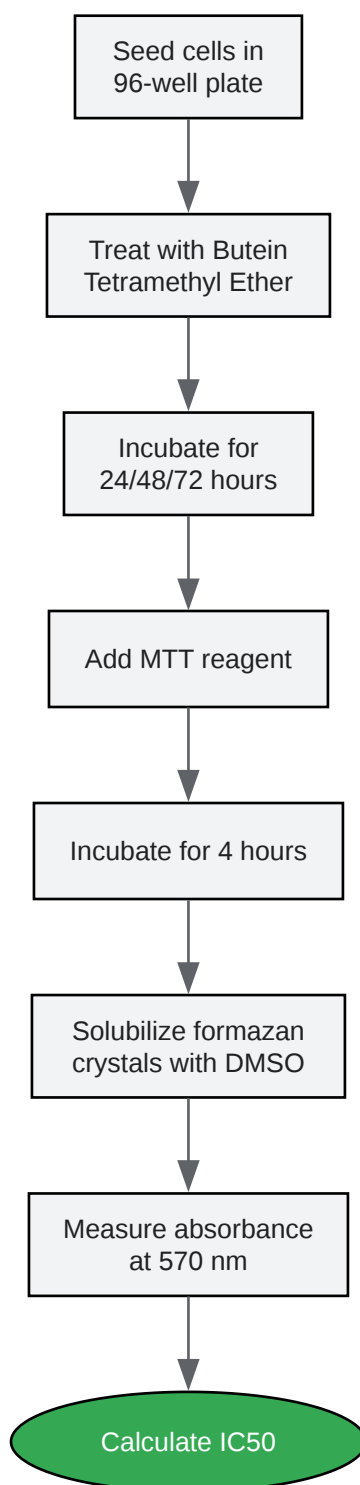 Seed cells in
96-well plate
Treat with Butein
Tetramethyl Ether
Incubate for
24/48/72 hours
Add MTT reagent
Incubate for 4 hours
Solubilize formazan
crystals with DMSO
Measure absorbance
at 570 nm
Calculate IC50